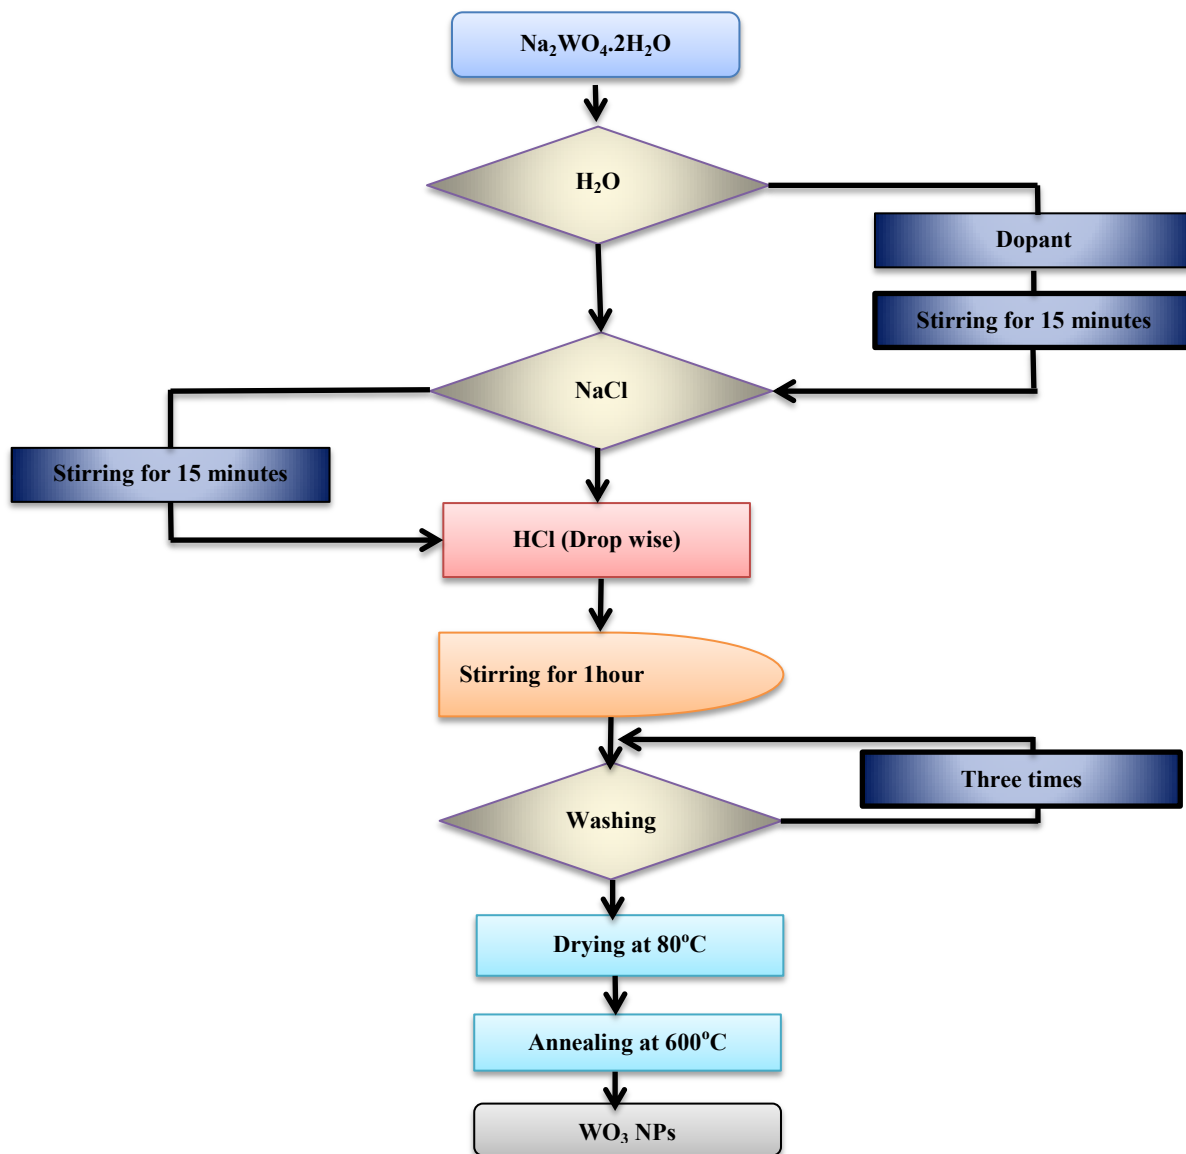 Na₂WO₄.2H₂O
H₂O
Dopant
Stirring for 15 minutes
NaCl
Stirring for 15 minutes
HCl (Drop wise)
Stirring for 1hour
Three times
Washing
Drying at 80°C
Annealing at 600°C
WO₃ NPs